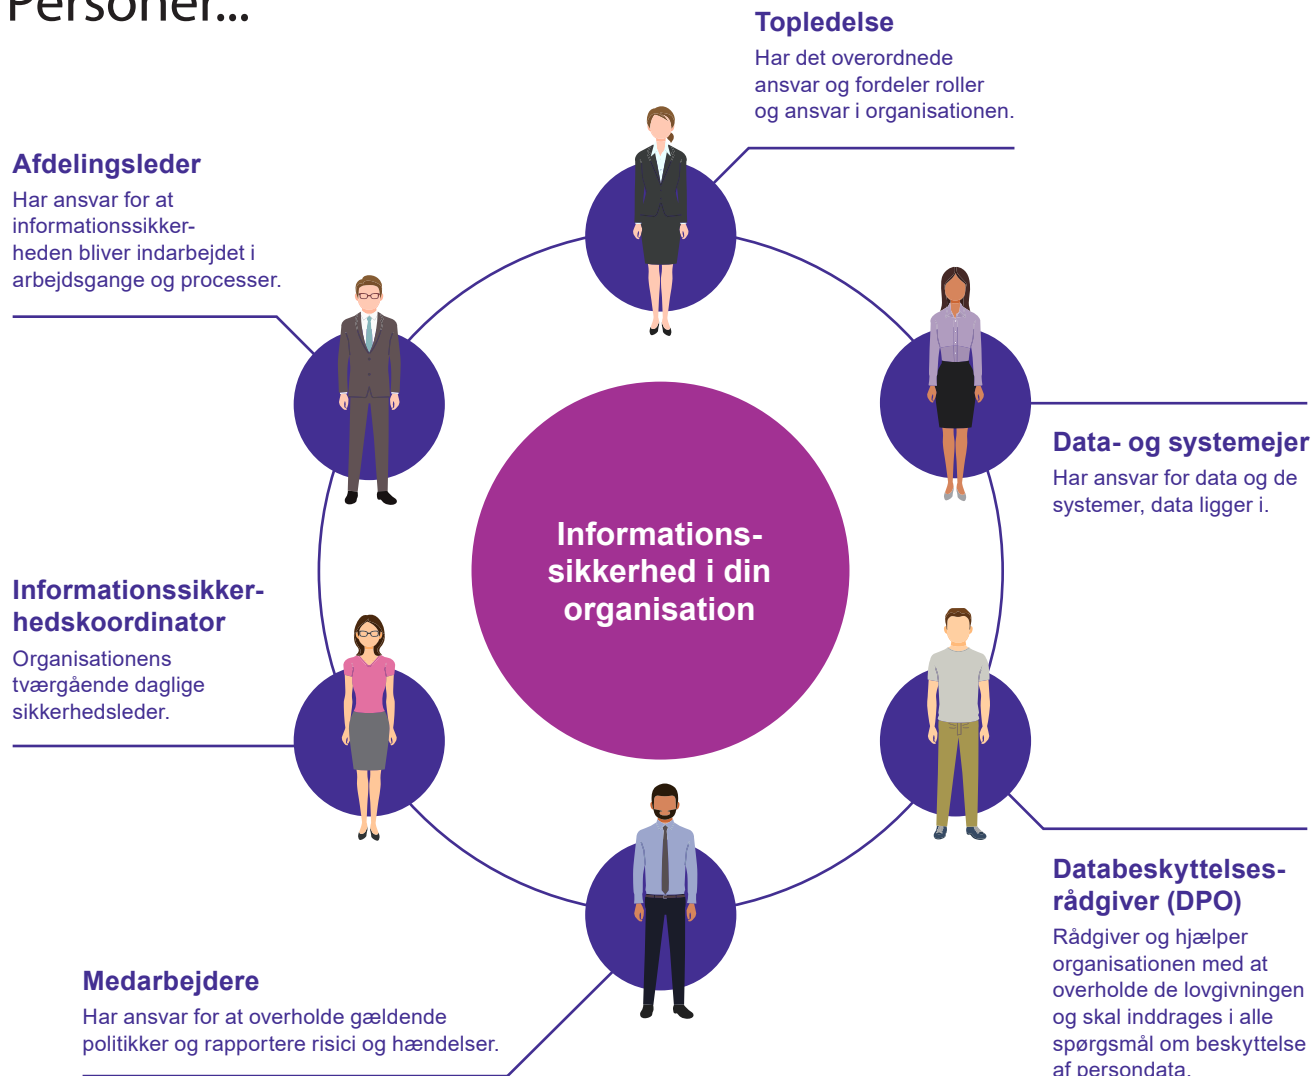 Personer...
Topledelse
Har det overordnede
ansvar og fordeler roller
og ansvar i organisationen.
Afdelingsleder
Har ansvar for at
informationssikker-
heden bliver indarbejdet i
arbejdsgange og processer.
Data- og systemejer
Har ansvar for data og de
systemer, data ligger i.
Informations-
sikkerhed i din
organisation
Informationssikker-
hedskoordinator
Organisationens
tværgående daglige
sikkerhedsleder.
Databeskyttelses-
rådgiver (DPO)
Rådgiver og hjælper
organisationen med at
overholde de lovgivningen
og skal inddrages i alle
spørgsmål om beskyttelse
af persondata.
Medarbejdere
Har ansvar for at overholde gældende
politikker og rapportere risici og hændelser.